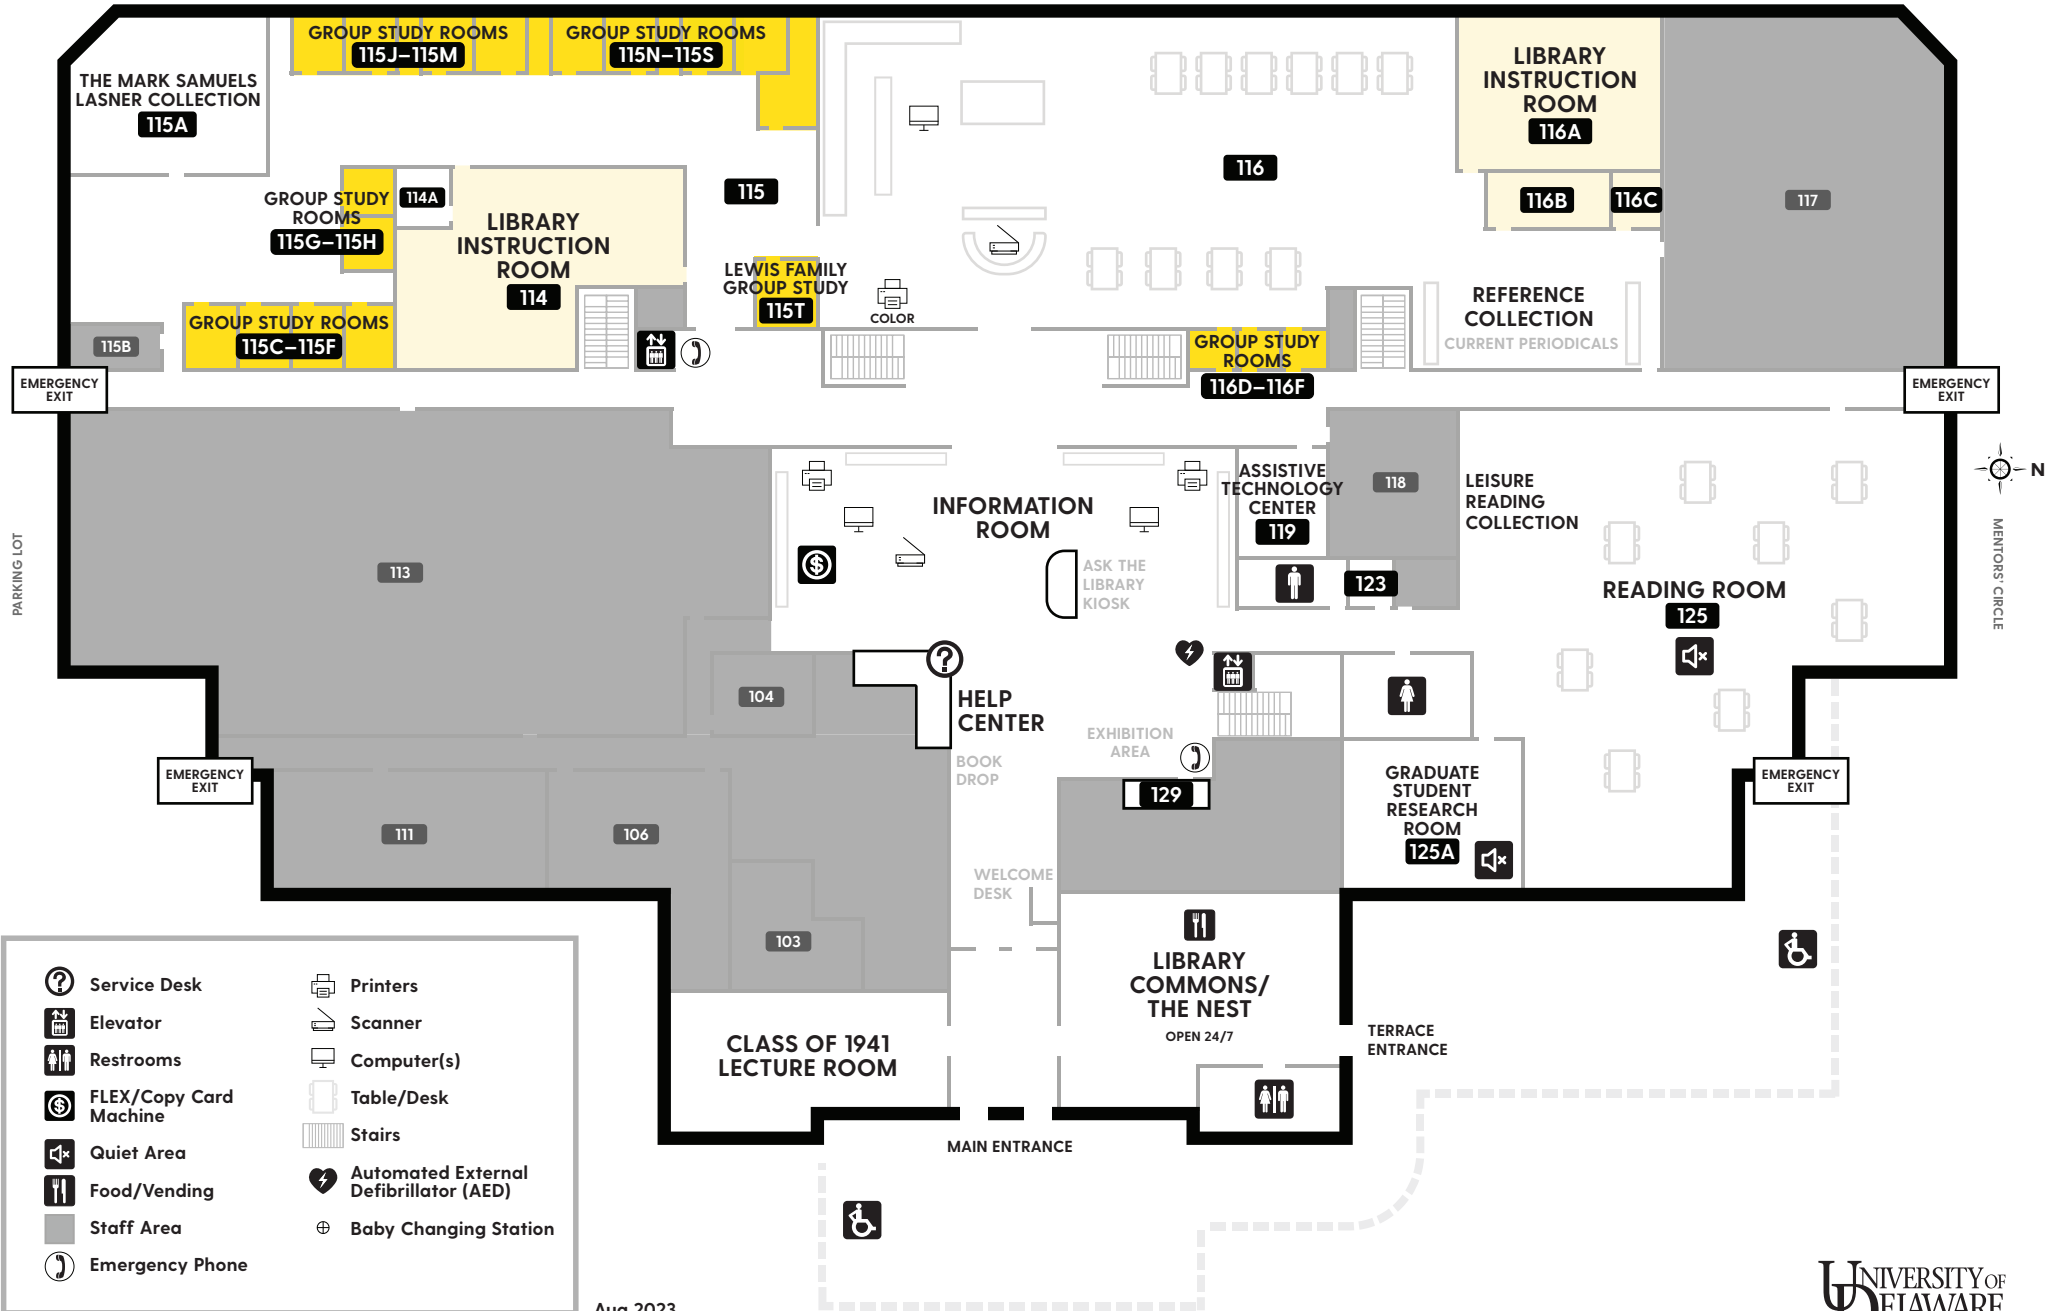 GROUP STUDY ROOMS
115J–115M
GROUP STUDY ROOMS
115N–115S
THE MARK SAMUELS
LASNER COLLECTION
115A
LIBRARY
INSTRUCTION
ROOM
116A
116
115
117
116B
116C
GROUP STUDY
ROOMS
115G–115H
114A
LIBRARY
INSTRUCTION
ROOM
114
LEWIS FAMILY
GROUP STUDY
115T
COLOR
REFERENCE
COLLECTION
CURRENT PERIODICALS
115B
GROUP STUDY ROOMS
115C–115F
GROUP STUDY
ROOMS
116D–116F
EMERGENCY
EXIT
EMERGENCY
EXIT
N
PARKING LOT
MENTORS' CIRCLE
113
INFORMATION
ROOM
ASK THE
LIBRARY
KIOSK
ASSISTIVE
TECHNOLOGY
CENTER
119
118
123
LEISURE
READING
COLLECTION
READING ROOM
125
104
HELP
CENTER
BOOK
DROP
EXHIBITION
AREA
129
EMERGENCY
EXIT
EMERGENCY
EXIT
111
106
GRADUATE
STUDENT
RESEARCH
ROOM
125A
WELCOME
DESK
103
LIBRARY
COMMONS/
THE NEST
OPEN 24/7
TERRACE
ENTRANCE
CLASS OF 1941
LECTURE ROOM
MAIN ENTRANCE
Service Desk
Elevator
Restrooms
FLEX/Copy Card
Machine
Quiet Area
Food/Vending
Staff Area
Emergency Phone
Printers
Scanner
Computer(s)
Table/Desk
Stairs
Automated External
Defibrillator (AED)
Baby Changing Station
Aug 2023
UNIVERSITY OF
DELAWARE